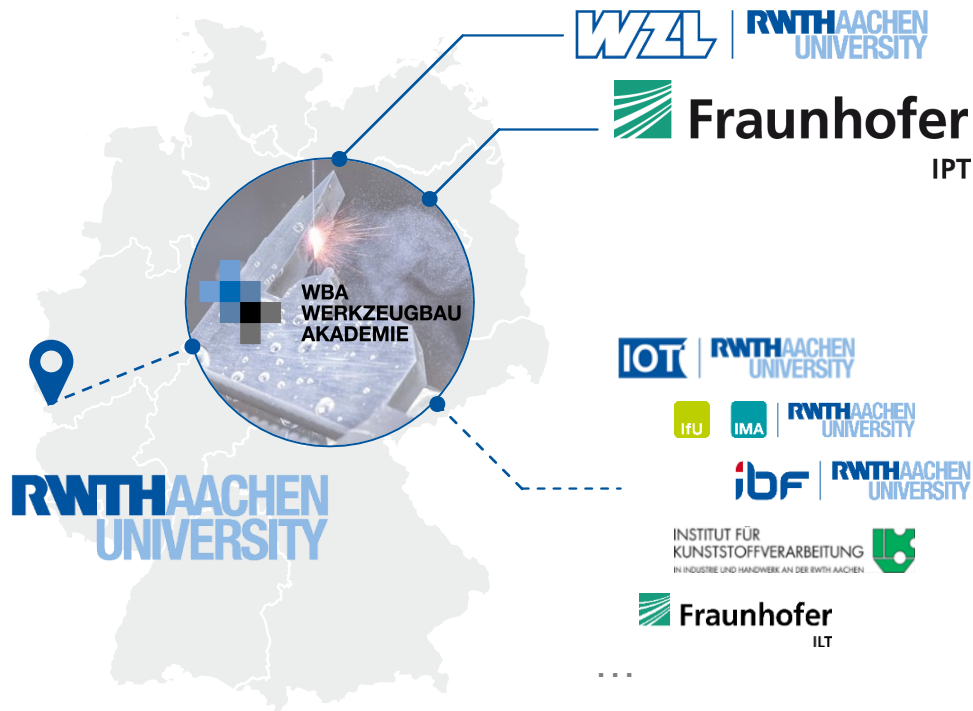 WZL RWTHAACHEN
UNIVERSITY
Fraunhofer
IPT
WBA
WERKZEUGBAU
AKADEMIE
IOT RWTHAACHEN
UNIVERSITY
IfU IMA RWTHAACHEN
UNIVERSITY
ibF RWTHAACHEN
UNIVERSITY
RWTHAACHEN
UNIVERSITY
INSTITUT FÜR
KUNSTSTOFFVERARBEITUNG
IN INDUSTRIE UND HANDWERK AN DER RWTH AACHEN
IKV
Fraunhofer
ILT
...